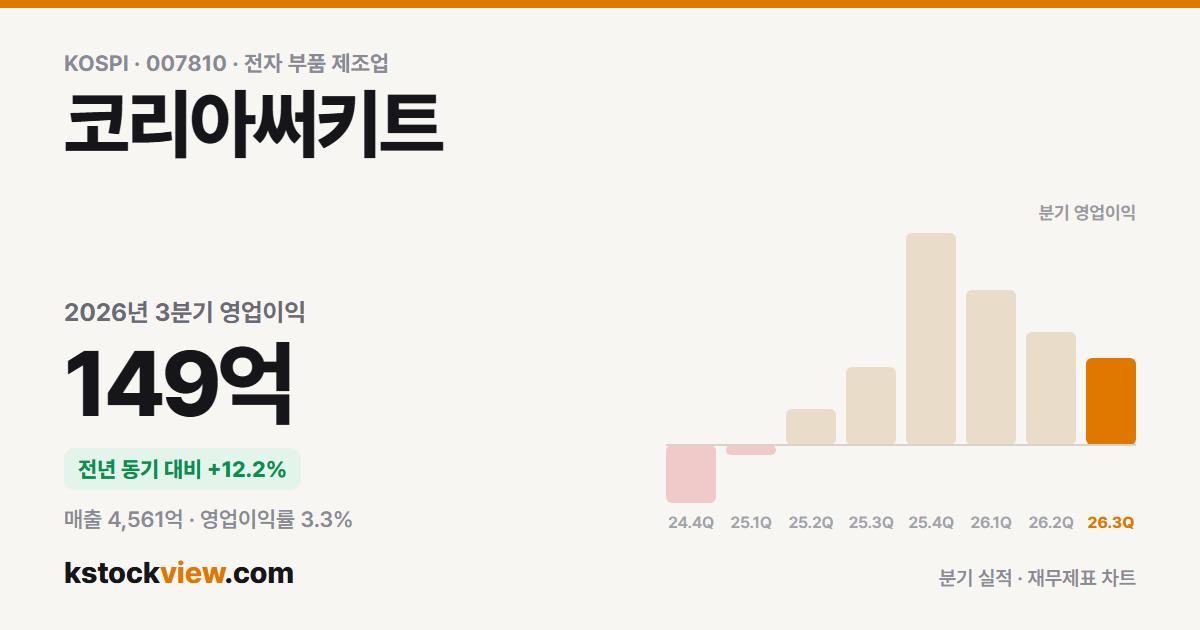 KOSPI · 007810 · 전자 부품 제조업
코리아써키트
분기 영업이익
2026년 3분기 영업이익
149억
전년 동기 대비 +12.2%
매출 4,561억 · 영업이익률 3.3%
24.4Q 25.1Q 25.2Q 25.3Q 25.4Q 26.1Q 26.2Q 26.3Q
kstockview.com
분기 실적 · 재무제표 차트